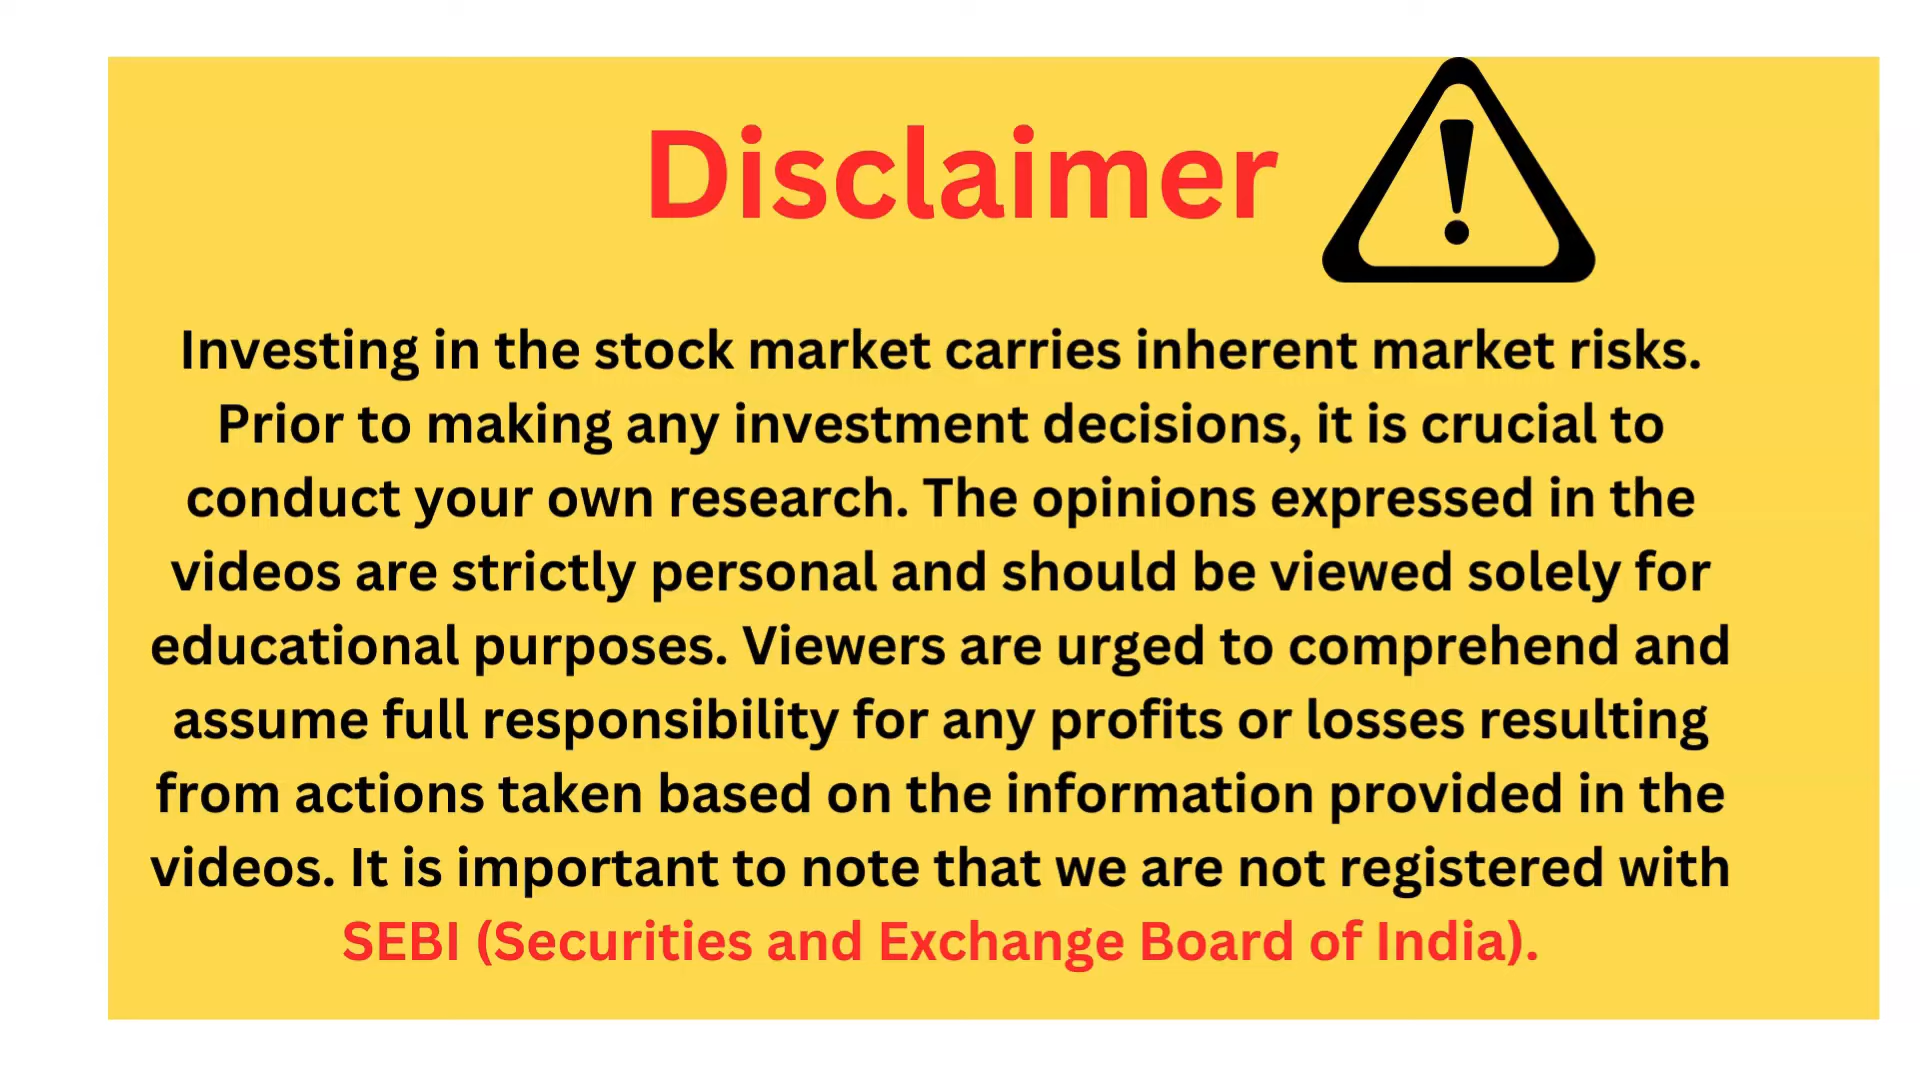 Disclaimer
Investing in the stock market carries inherent market risks.
Prior to making any investment decisions, it is crucial to
conduct your own research. The opinions expressed in the
videos are strictly personal and should be viewed solely for
educational purposes. Viewers are urged to comprehend and
assume full responsibility for any profits or losses resulting
from actions taken based on the information provided in the
videos. It is important to note that we are not registered with
SEBI (Securities and Exchange Board of India).